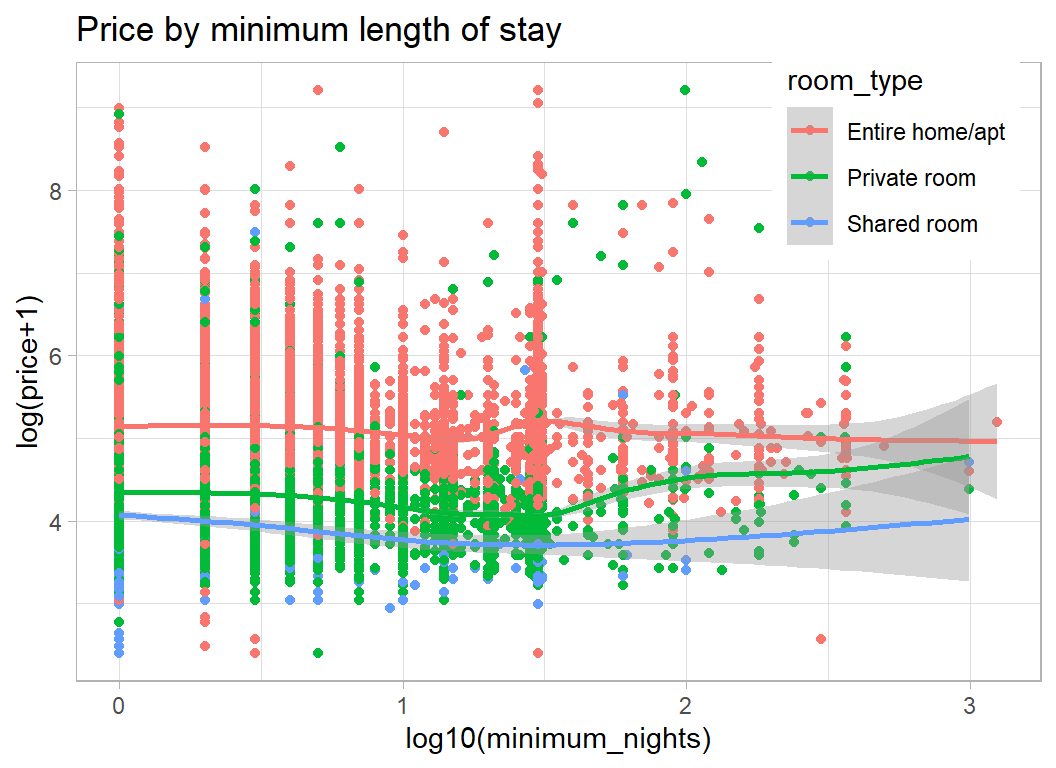 Price by minimum length of stay
room_type
Entire home/apt
Private room
Shared room
log(price+1)
8
6
4
0
1
2
3
log10(minimum_nights)